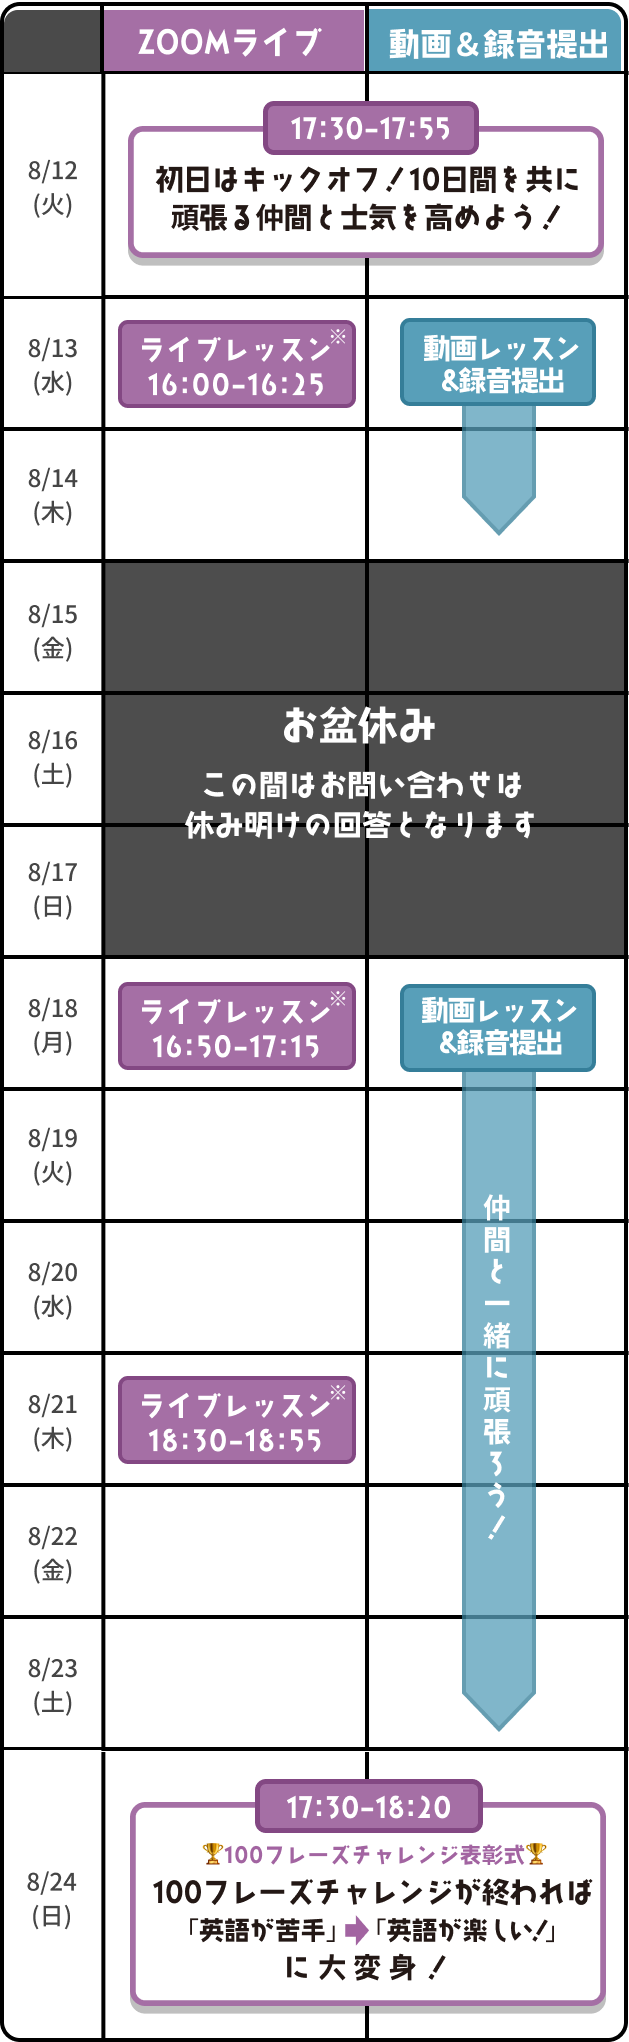 ZOOMライブ
動画＆録音提出
8/12
(火)
17:30-17:55
初日はキックオフ！10日間を共に
頑張る仲間と士気を高めよう！
8/13
(水)
ライブレッスン※
16:00-16:25
動画レッスン
&録音提出
8/14
(木)
8/15
(金)
8/16
(土)
お盆休み
この間はお問い合わせは
休み明けの回答となります
8/17
(日)
8/18
(月)
ライブレッスン※
16:50-17:15
動画レッスン
&録音提出
8/19
(火)
仲間と一緒に頑張ろう！
8/20
(水)
8/21
(木)
ライブレッスン※
18:30-18:55
8/22
(金)
8/23
(土)
8/24
(日)
17:30-18:20
🏆100フレーズチャレンジ表彰式🏆
100フレーズチャレンジが終われば
「英語が苦手」➡「英語が楽しい！」
に大変身！